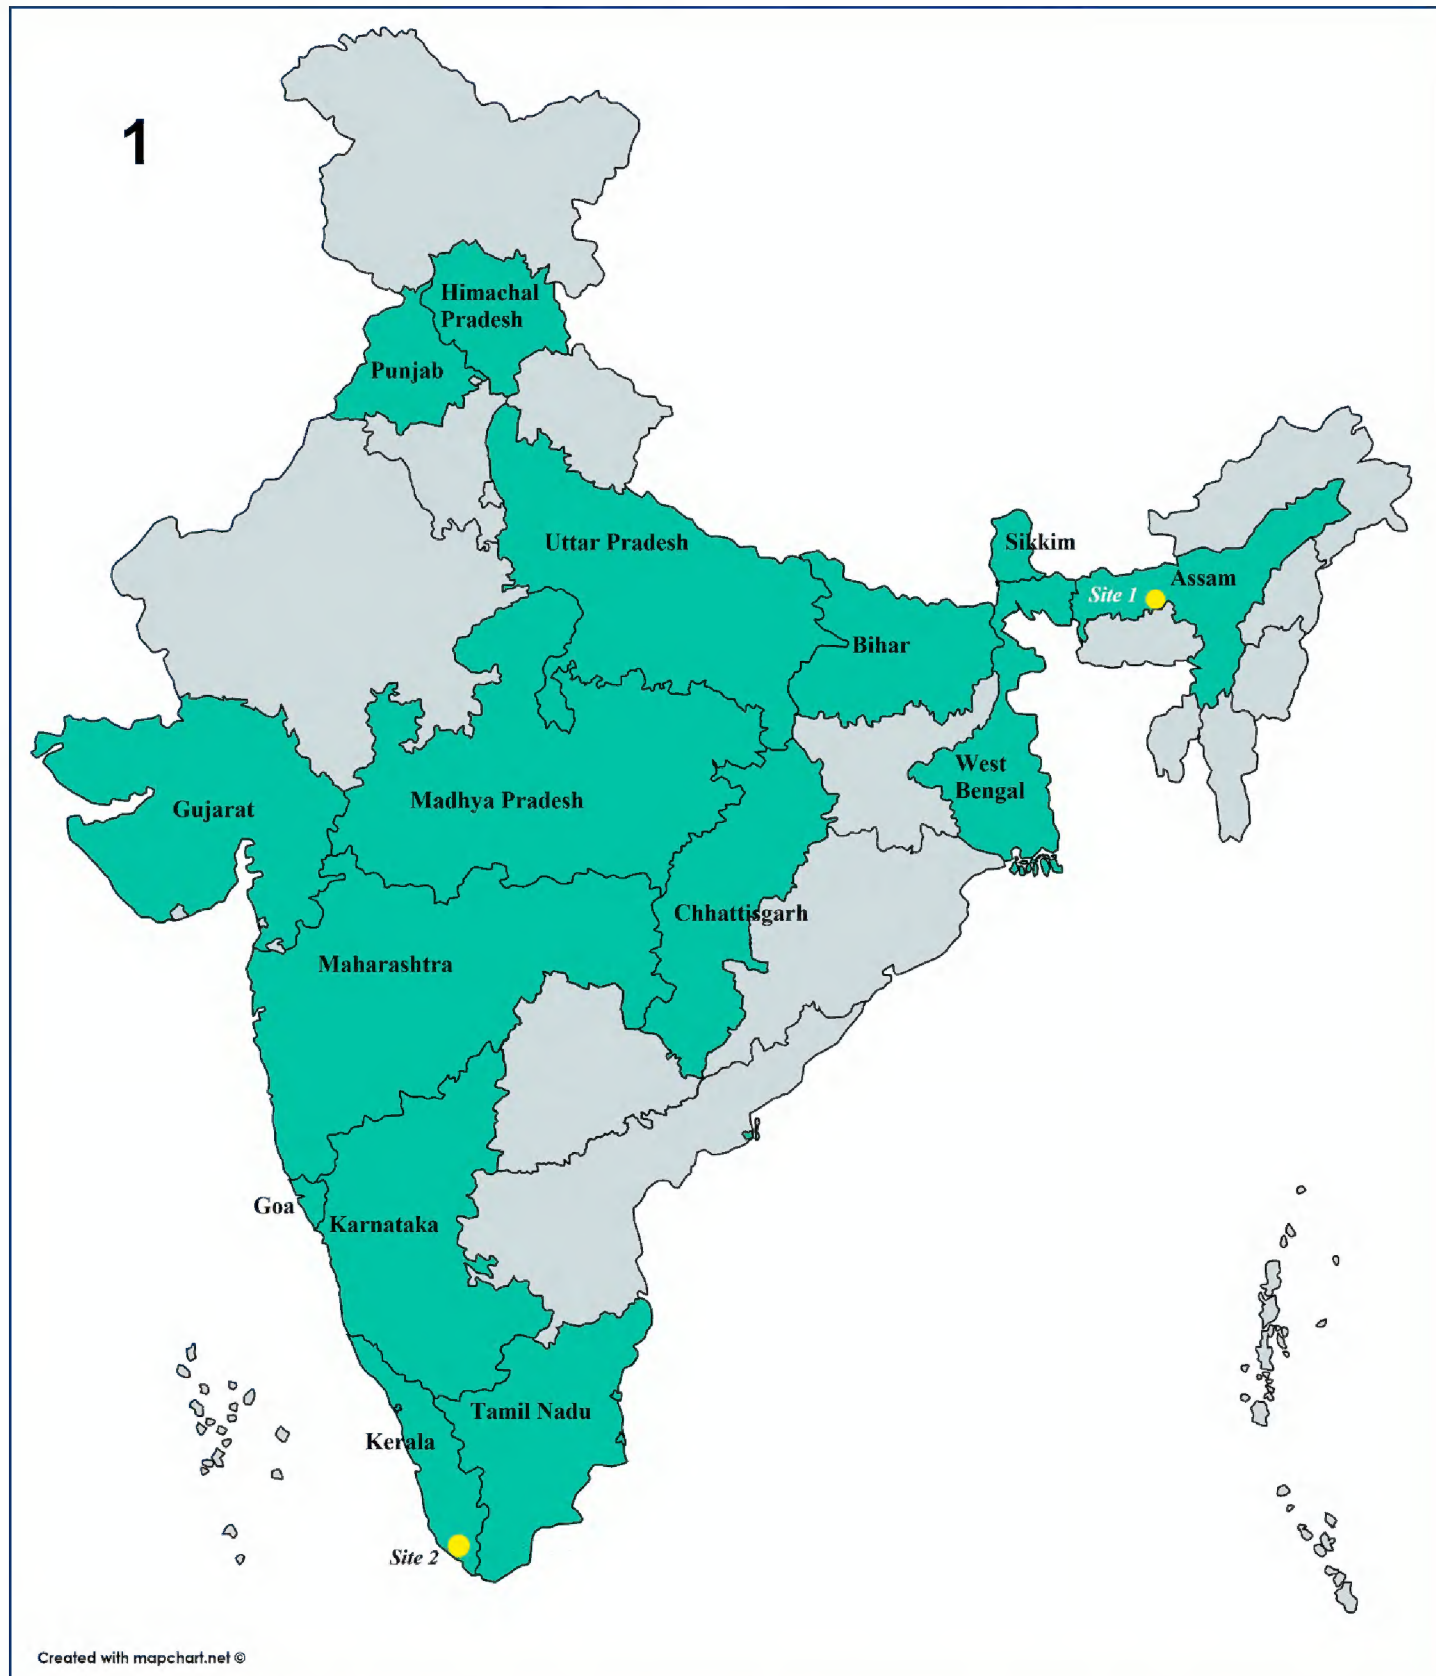 1
Himachal
Pradesh
Punjab
Uttar Pradesh
Sikkim
Assam
Site 1
Bihar
West
Bengal
Gujarat
Madhya Pradesh
Chhattisgarh
Maharashtra
Goa
Karnataka
Tamil Nadu
Kerala
Site 2
Created with mapchart.net ©